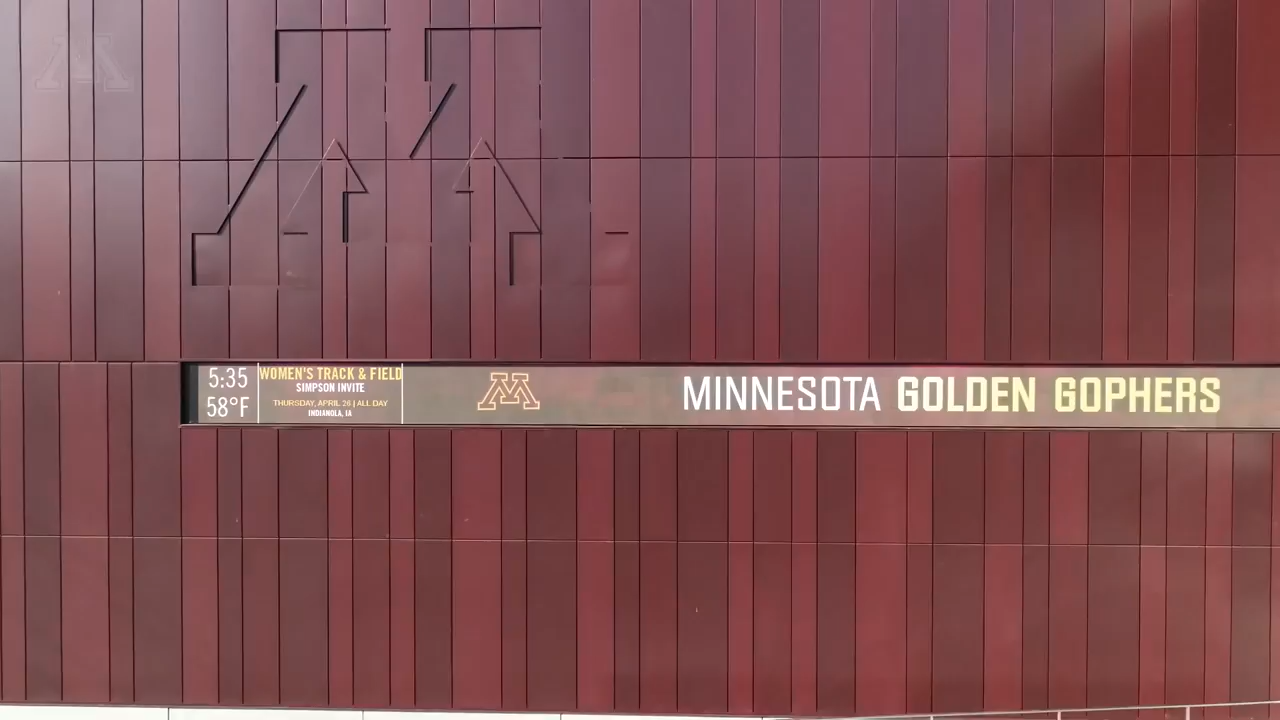 M
5:35
58°F
WOMEN'S TRACK & FIELD
SIMPSON INVITE
THURSDAY, APRIL 26 | ALL DAY
INDIANOLA, IA
M
MINNESOTA GOLDEN GOPHERS